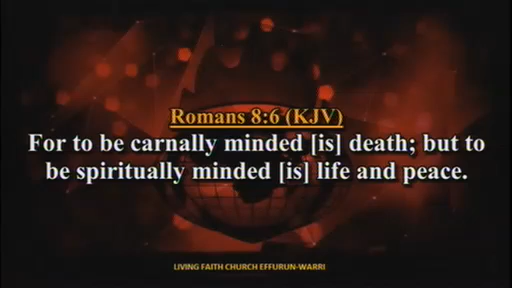 Romans 8:6 (KJV)
For to be carnally minded [is] death; but to
be spiritually minded [is] life and peace.
LIVING FAITH CHURCH EFFURUN-WARRI